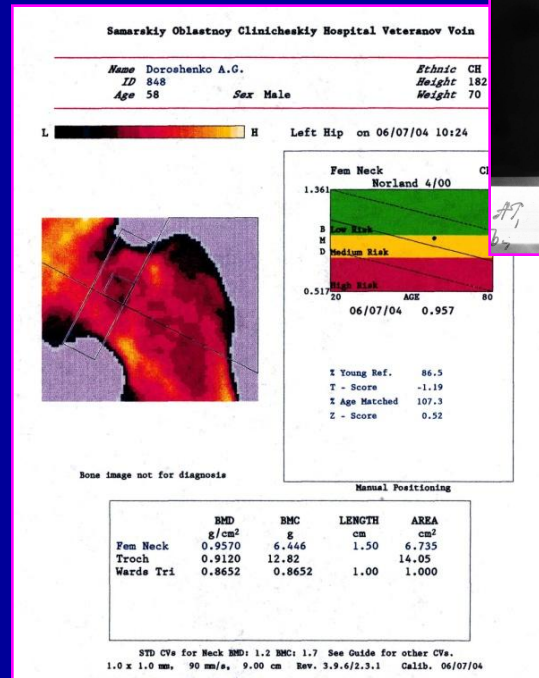 Samarskiy Oblastnoy Clinicheskiy Hospital Veteranov Voin
Name Doroshenko A.G. Ethnic CH
ID 848 Height 182
Age 58 Sex Male Weight 70
L H Left Hip on 06/07/04 10:24
Fem Neck
Norland 4/00
1.361
B Low Risk
M
D Medium Risk
High Risk
0.517
20 AGE 80
06/07/04 0.957
% Young Ref. 86.5
T - Score -1.19
% Age Matched 107.3
Z - Score 0.52
Bone image not for diagnosis
Manual Positioning
BMD BMC LENGTH AREA
g/cm² g cm cm²
Fem Neck 0.9570 6.446 1.50 6.735
Troch 0.9120 12.82 14.05
Wards Tri 0.8652 0.8652 1.00 1.000
STD CVs for Neck BMD: 1.2 BMC: 1.7 See Guide for other CVs.
1.0 x 1.0 mm, 90 mm/s, 9.00 cm Rev. 3.9.6/2.3.1 Calib. 06/07/04